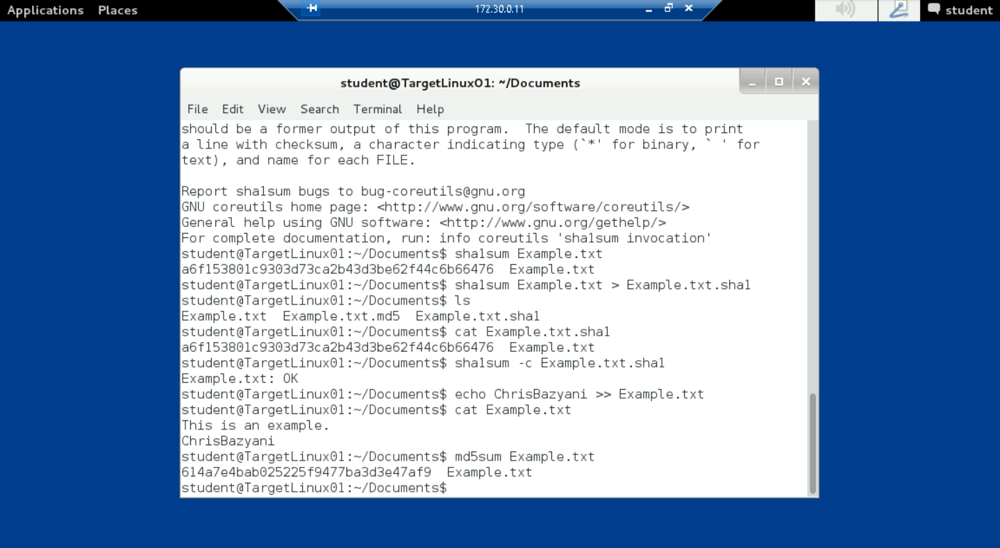 Applications Places 172.30.0.11 student
student@TargetLinux01: ~/Documents
File Edit View Search Terminal Help
should be a former output of this program.  The default mode is to print
a line with checksum, a character indicating type (`*' for binary, ` ' for
text), and name for each FILE.

Report sha1sum bugs to bug-coreutils@gnu.org
GNU coreutils home page: <http://www.gnu.org/software/coreutils/>
General help using GNU software: <http://www.gnu.org/gethelp/>
For complete documentation, run: info coreutils 'sha1sum invocation'
student@TargetLinux01:~/Documents$ sha1sum Example.txt
a6f153801c9303d73ca2b43d3be62f44c6b66476  Example.txt
student@TargetLinux01:~/Documents$ sha1sum Example.txt > Example.txt.sha1
student@TargetLinux01:~/Documents$ ls
Example.txt  Example.txt.md5  Example.txt.sha1
student@TargetLinux01:~/Documents$ cat Example.txt.sha1
a6f153801c9303d73ca2b43d3be62f44c6b66476  Example.txt
student@TargetLinux01:~/Documents$ sha1sum -c Example.txt.sha1
Example.txt: OK
student@TargetLinux01:~/Documents$ echo ChrisBazyani >> Example.txt
student@TargetLinux01:~/Documents$ cat Example.txt
This is an example.
ChrisBazyani
student@TargetLinux01:~/Documents$ md5sum Example.txt
614a7e4bab025225f9477ba3d3e47af9  Example.txt
student@TargetLinux01:~/Documents$